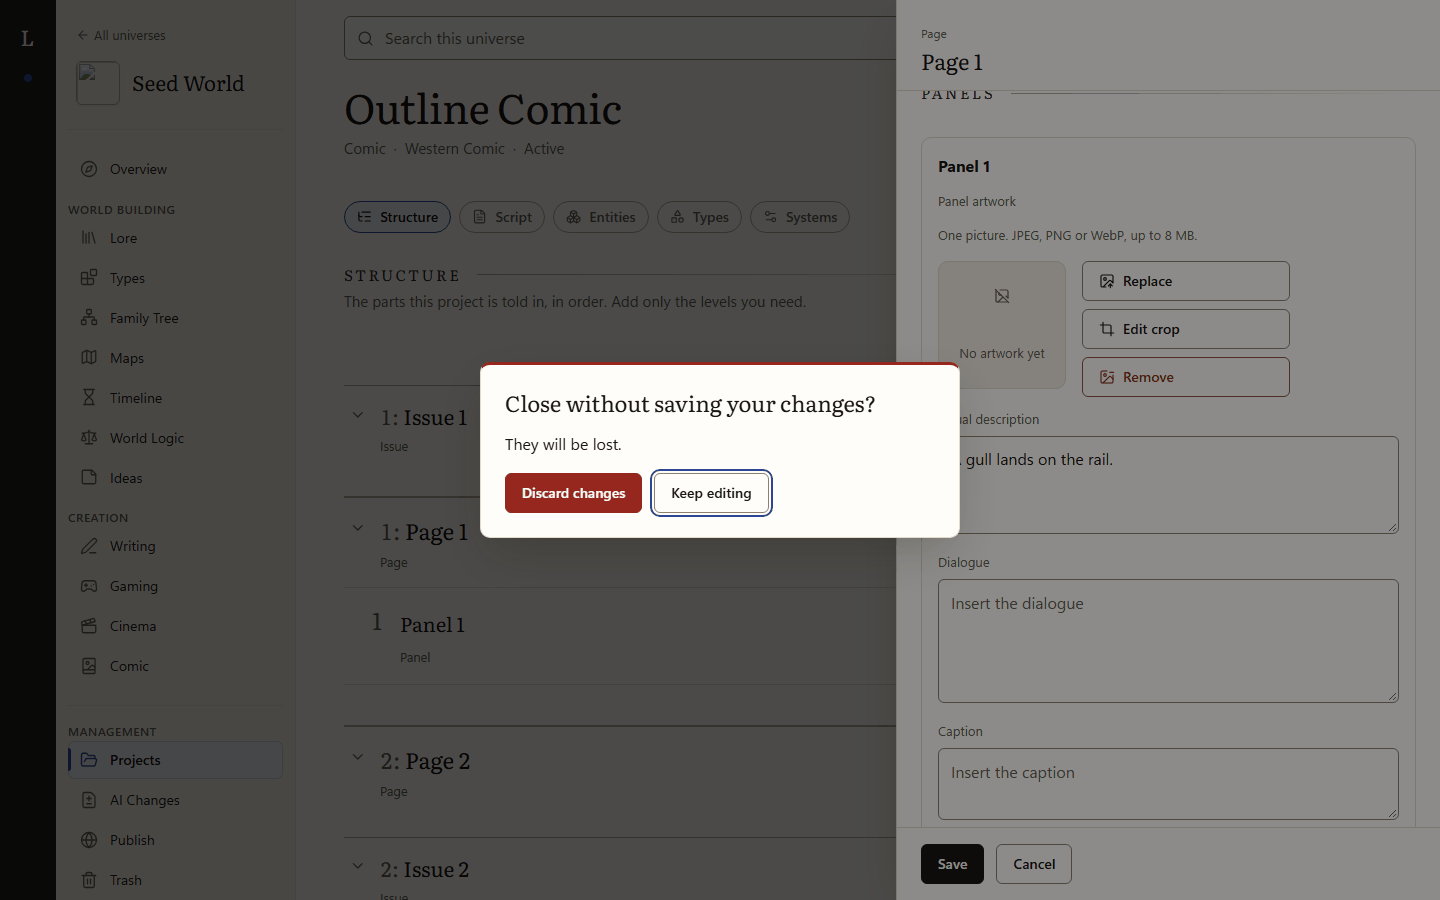 L
All universes
Seed World
Overview
WORLD BUILDING
Lore
Types
Family Tree
Maps
Timeline
World Logic
Ideas
CREATION
Writing
Gaming
Cinema
Comic
MANAGEMENT
Projects
AI Changes
Publish
Trash
Search this universe
Outline Comic
Comic · Western Comic · Active
Structure
Script
Entities
Types
Systems
STRUCTURE
The parts this project is told in, in order. Add only the levels you need.
1: Issue 1
Issue
1: Page 1
Page
1 Panel 1
Panel
2: Page 2
Page
2: Issue 2
Issue
Close without saving your changes?
They will be lost.
Discard changes
Keep editing
Page
Page 1
PANELS
Panel 1
Panel artwork
One picture. JPEG, PNG or WebP, up to 8 MB.
No artwork yet
Replace
Edit crop
Remove
description
gull lands on the rail.
Dialogue
Insert the dialogue
Caption
Insert the caption
Save
Cancel